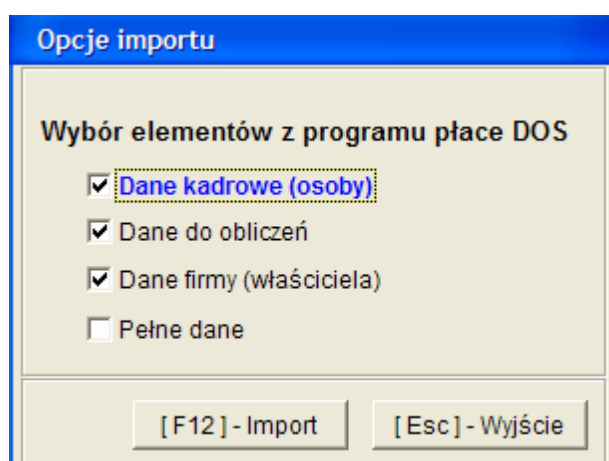 Opcje importu
Wybór elementów z programu płace DOS
Dane kadrowe (osoby)
Dane do obliczeń
Dane firmy (właściciela)
Pełne dane
[ F12 ] - Import
[ Esc ] - Wyjście